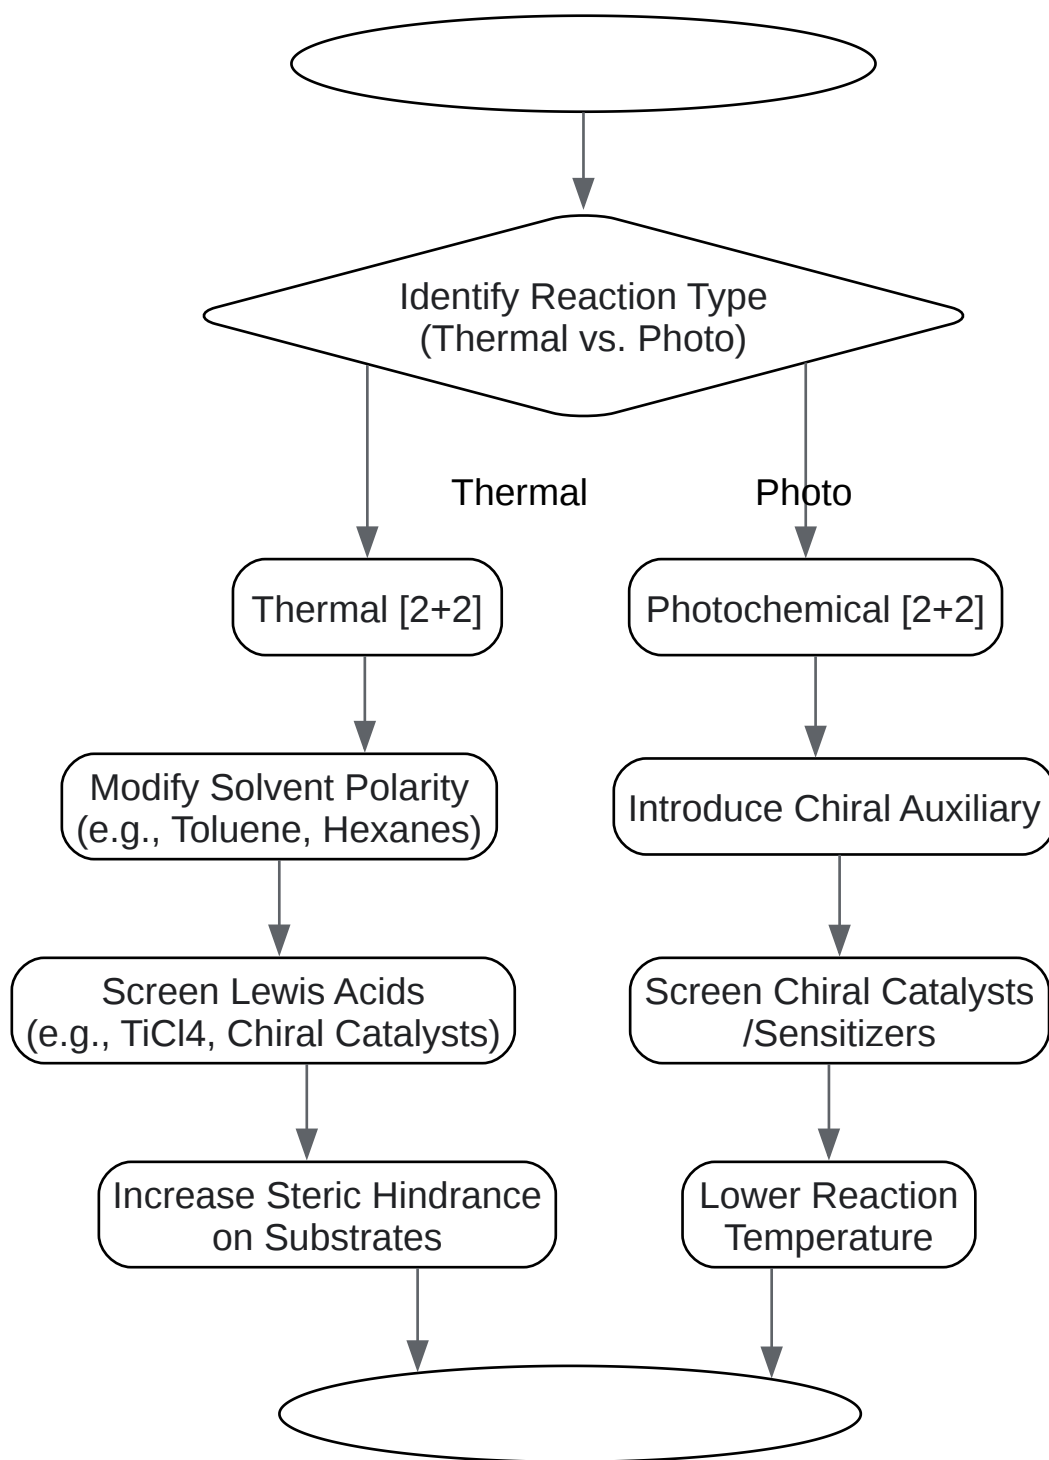 Identify Reaction Type
(Thermal vs. Photo)
Thermal
Photo
Thermal [2+2]
Photochemical [2+2]
Modify Solvent Polarity
(e.g., Toluene, Hexanes)
Introduce Chiral Auxiliary
Screen Lewis Acids
(e.g., TiCl4, Chiral Catalysts)
Screen Chiral Catalysts
/Sensitizers
Increase Steric Hindrance
on Substrates
Lower Reaction
Temperature